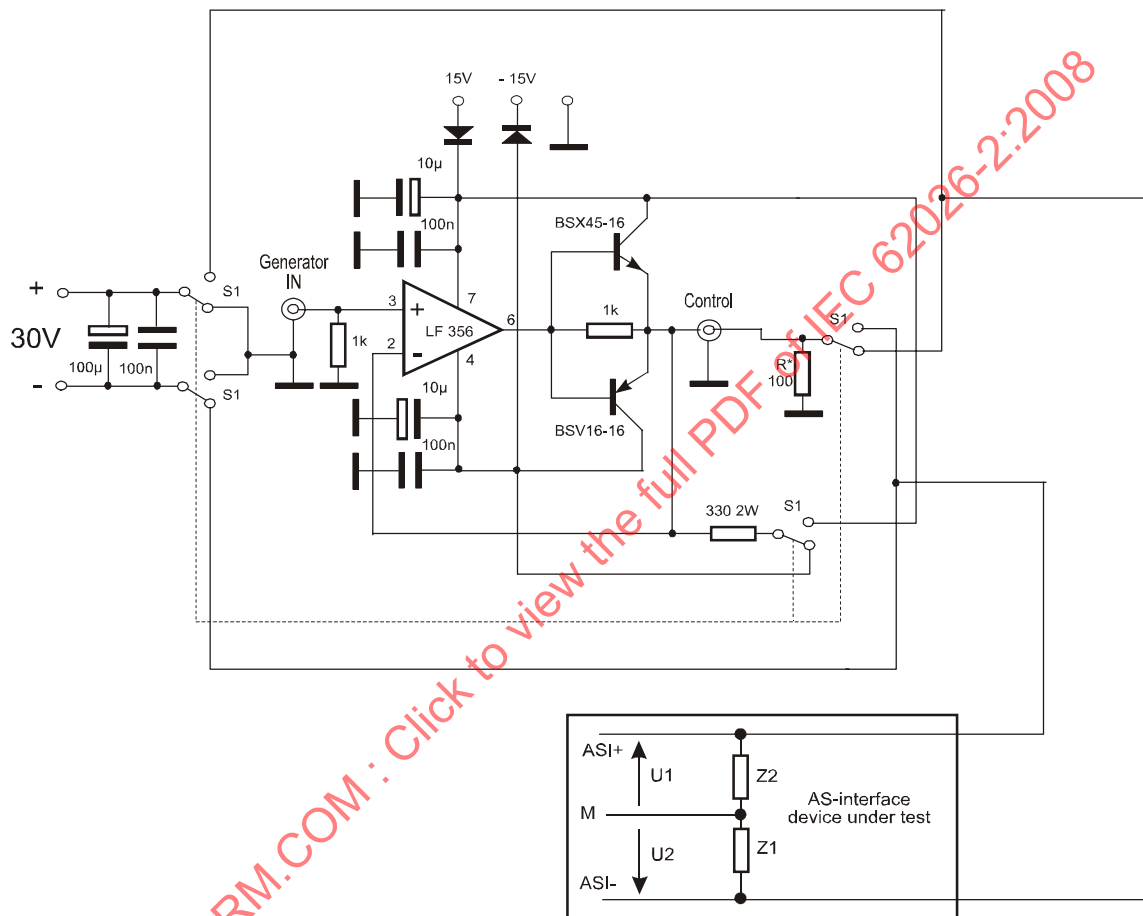 15V
- 15V
10µ
100n
BSX45-16
Generator
IN
Control
+
S1
3
+
7
6
1k
S1
30V
1k
LF 356
2
-
4
R*
100
100µ
100n
-
S1
10µ
100n
BSV16-16
330 2W
S1
ASI+
U1
Z2
AS-interface
device under test
M
U2
Z1
ASI-
RM.COM : Click to view the full PDF of IEC 62026-2:2008